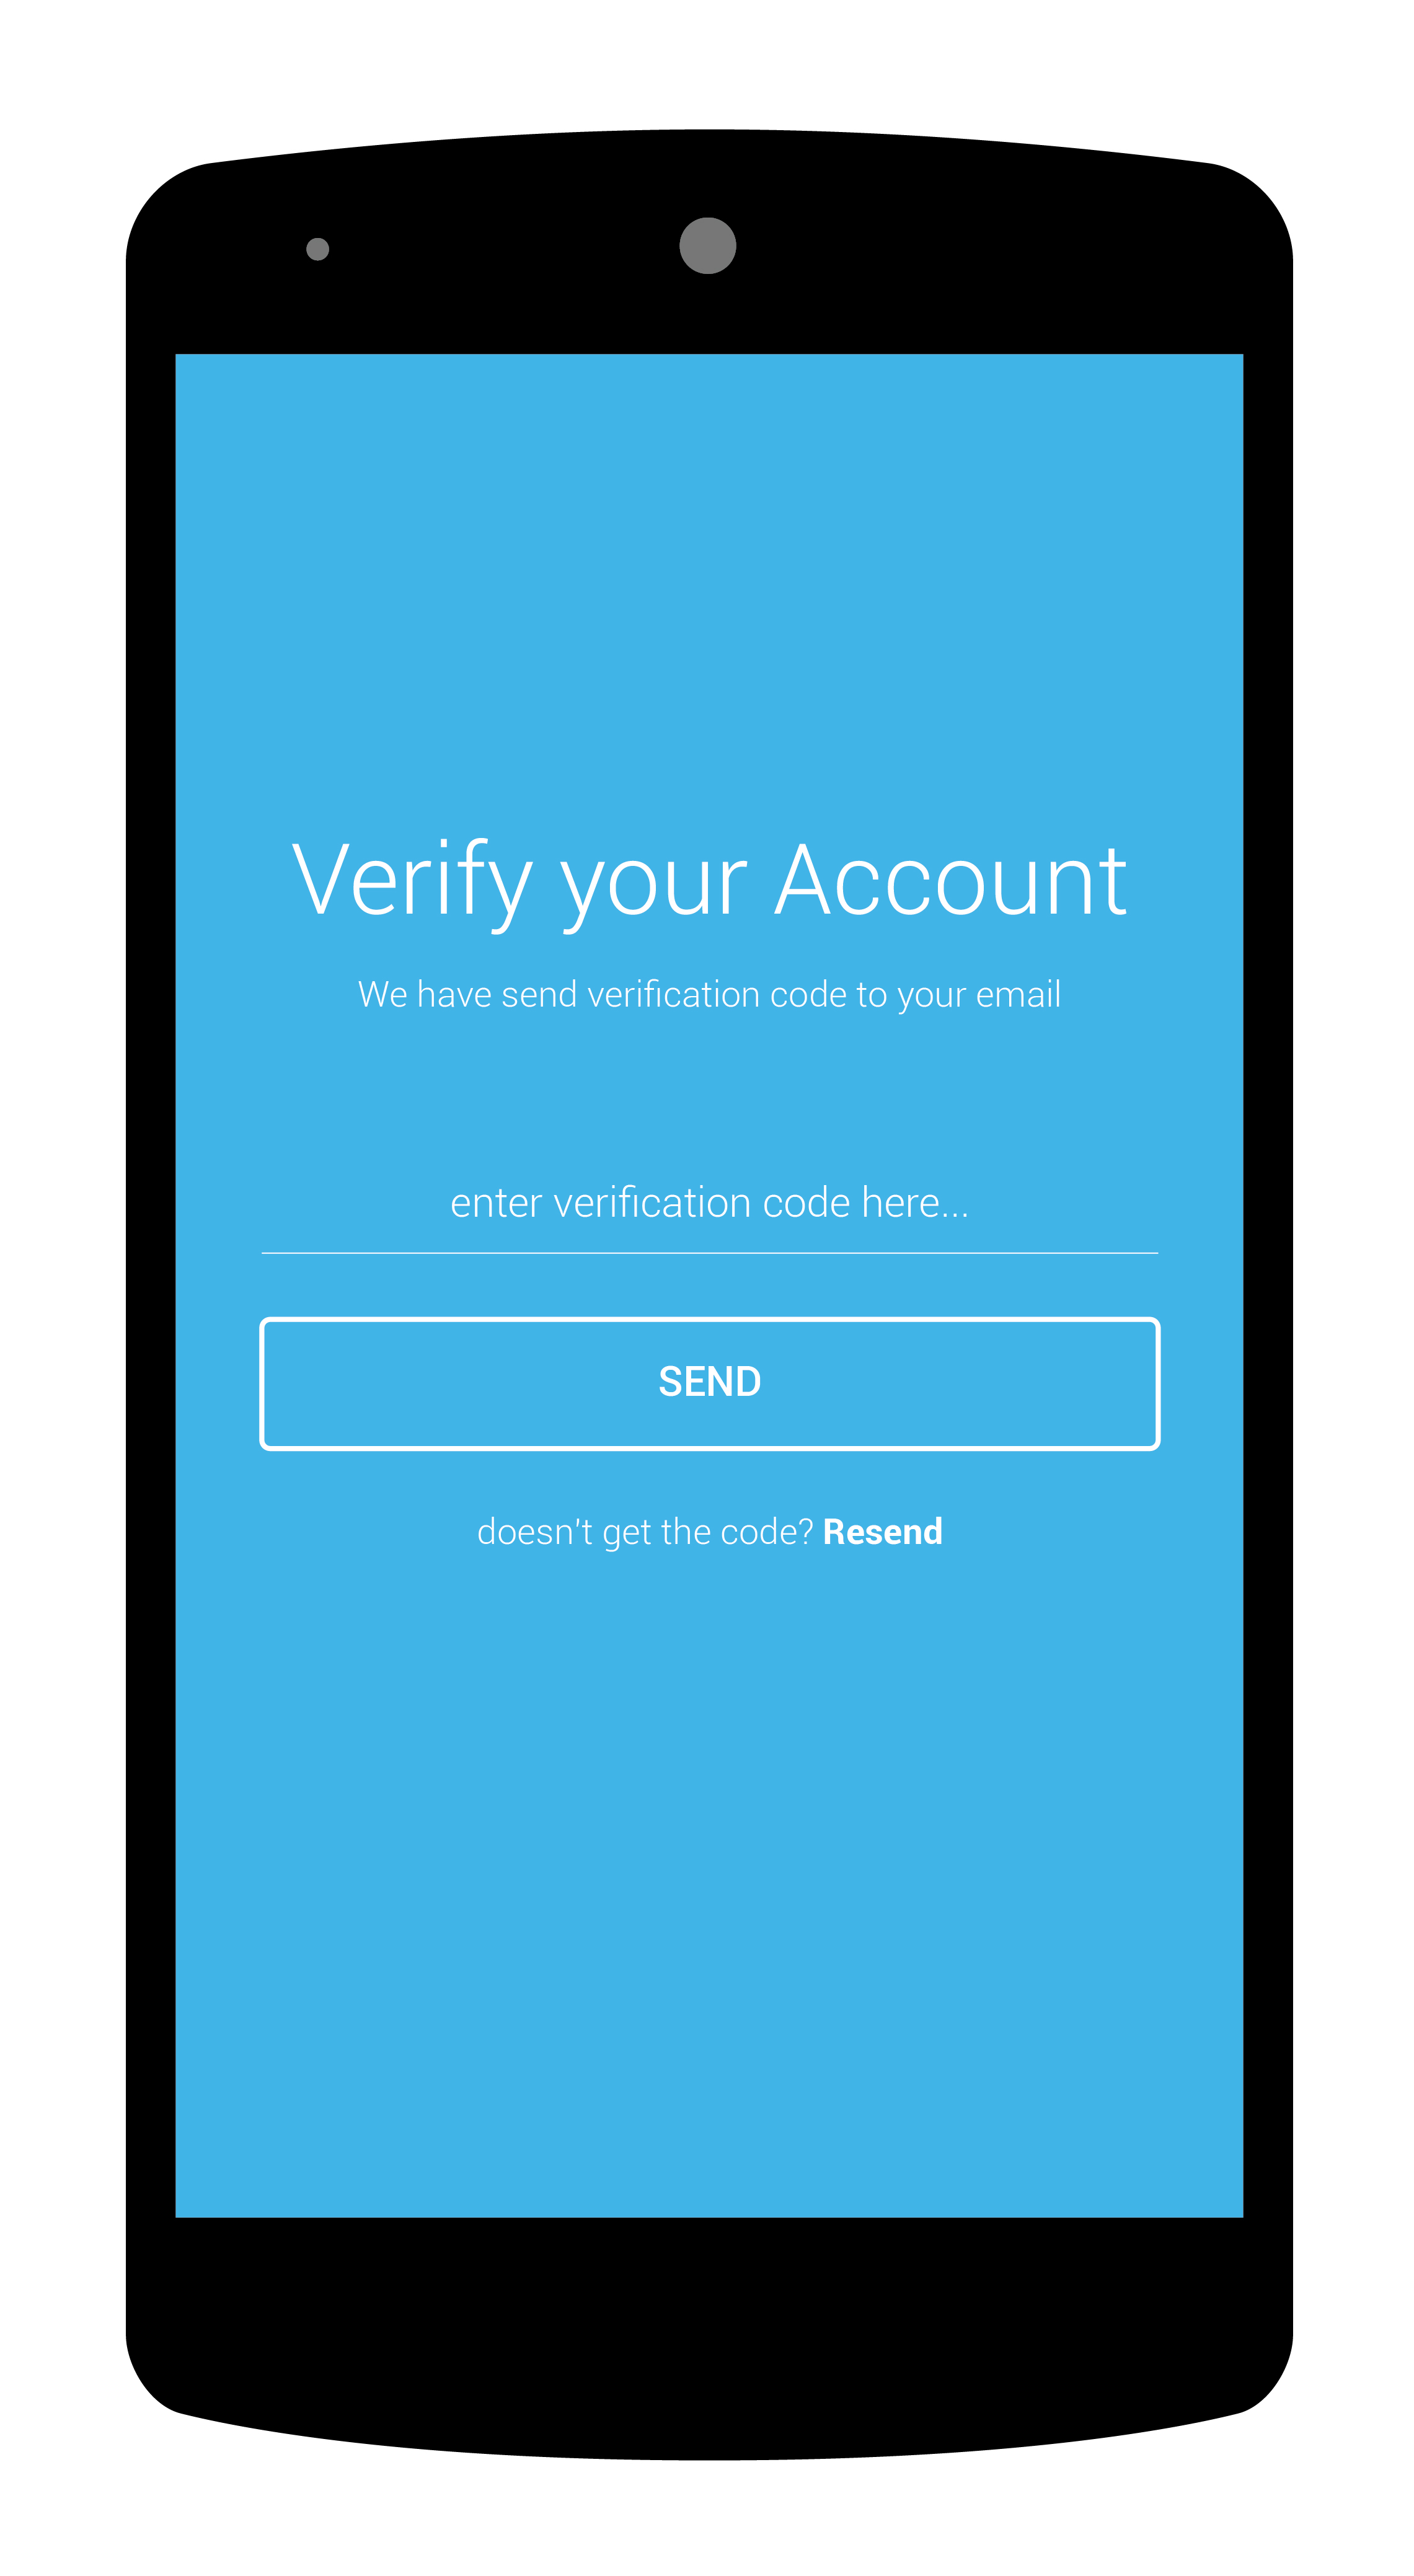 Verify your Account
We have send verification code to your email
enter verification code here...
SEND
doesn't get the code? Resend